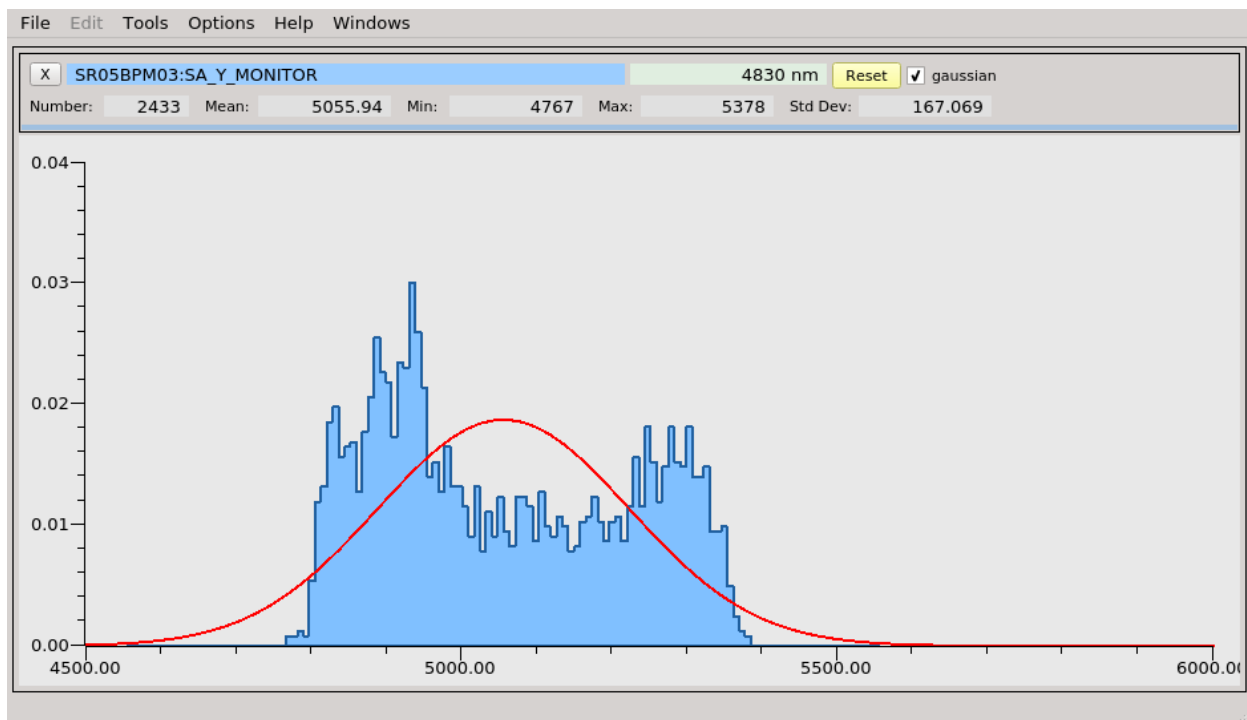 File Edit Tools Options Help Windows
X SR05BPM03:SA_Y_MONITOR 4830 nm Reset ✓ gaussian
Number: 2433 Mean: 5055.94 Min: 4767 Max: 5378 Std Dev: 167.069
0.04
0.03
0.02
0.01
0.00
4500.00 5000.00 5500.00 6000.0